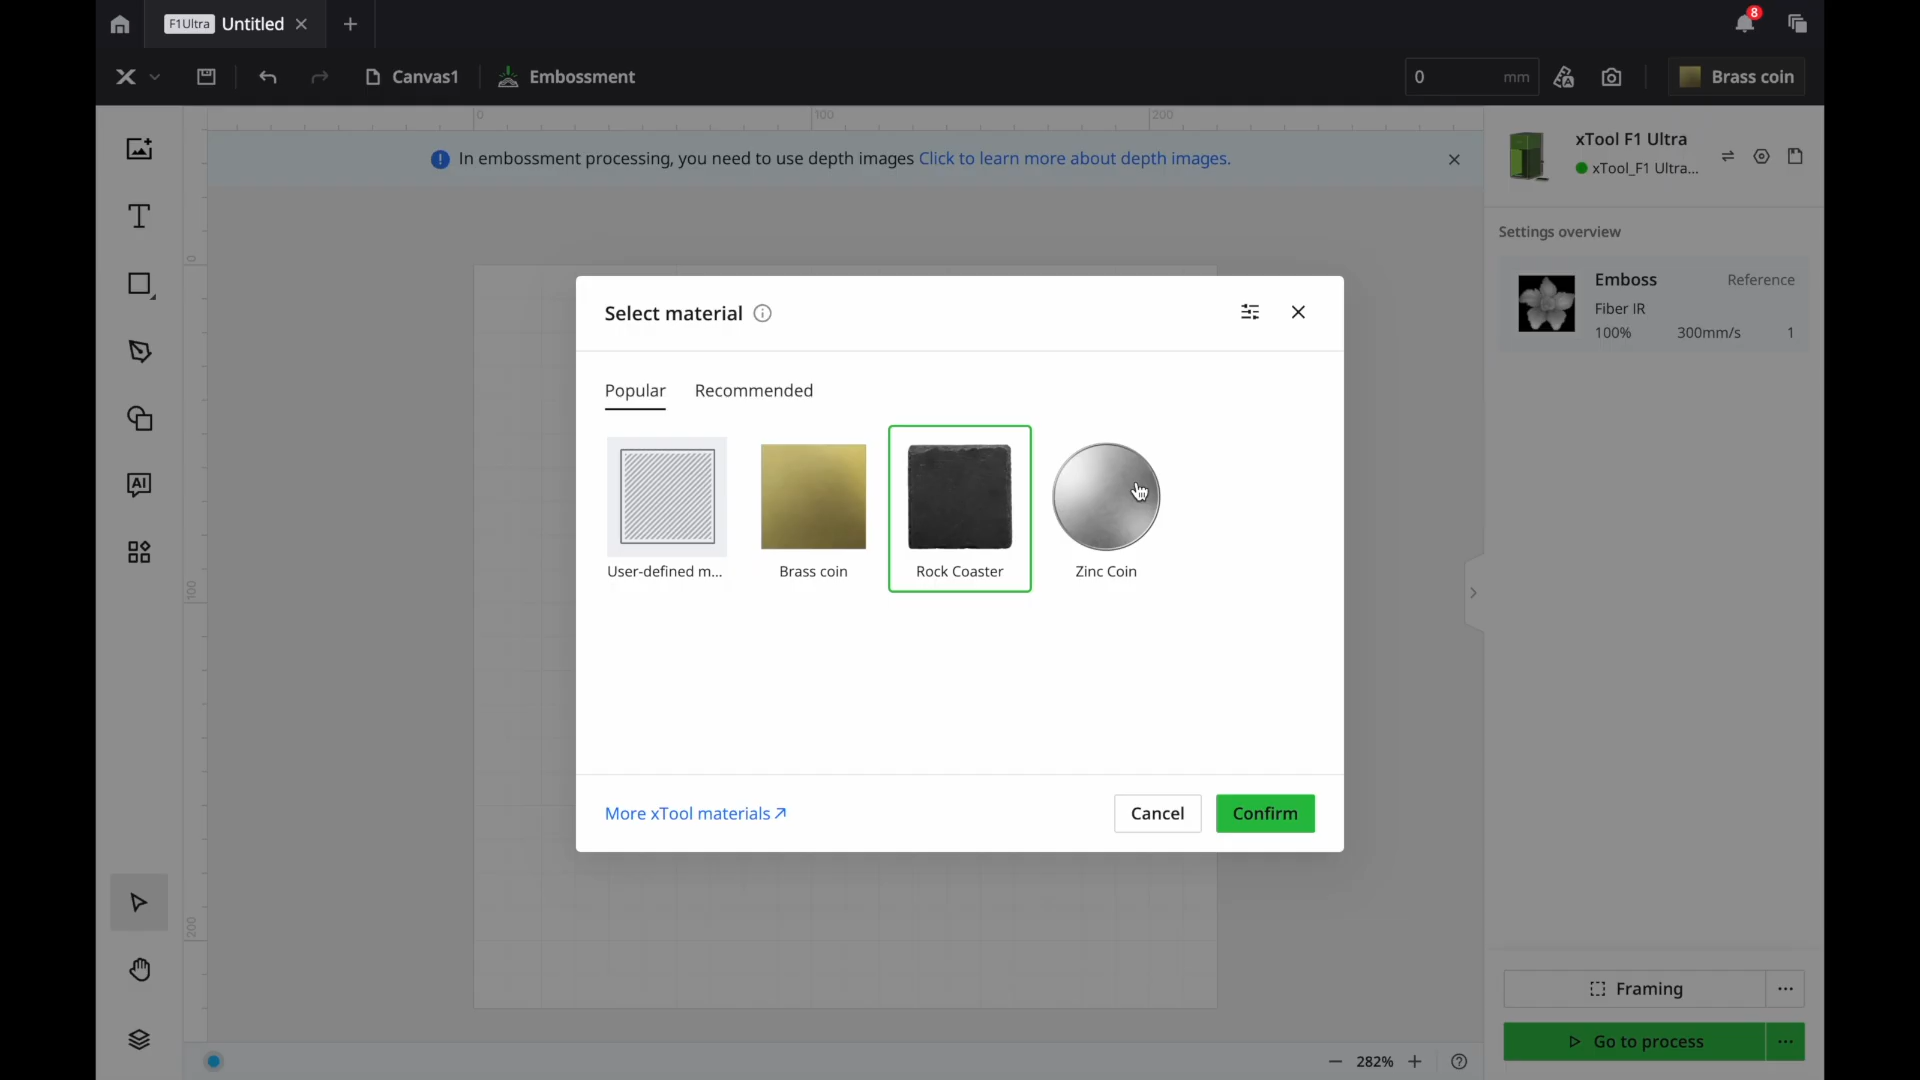 F1Ultra Untitled
8
Canvas1
Embossment
0 mm
Brass coin
0 100 200
In embossment processing, you need to use depth images Click to learn more about depth images.
xTool F1 Ultra
xTool_F1 Ultra...
Settings overview
Emboss Reference
Fiber IR
100% 300mm/s 1
0
100
200
AI
Select material
Popular Recommended
User-defined m... Brass coin Rock Coaster Zinc Coin
More xTool materials
Cancel Confirm
Framing
Go to process
282%